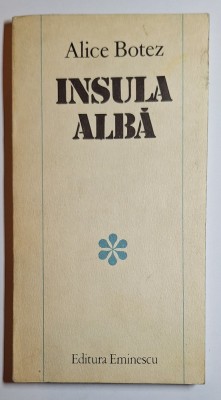 Alice Botez
INSULA
ALBĂ
Editura Eminescu